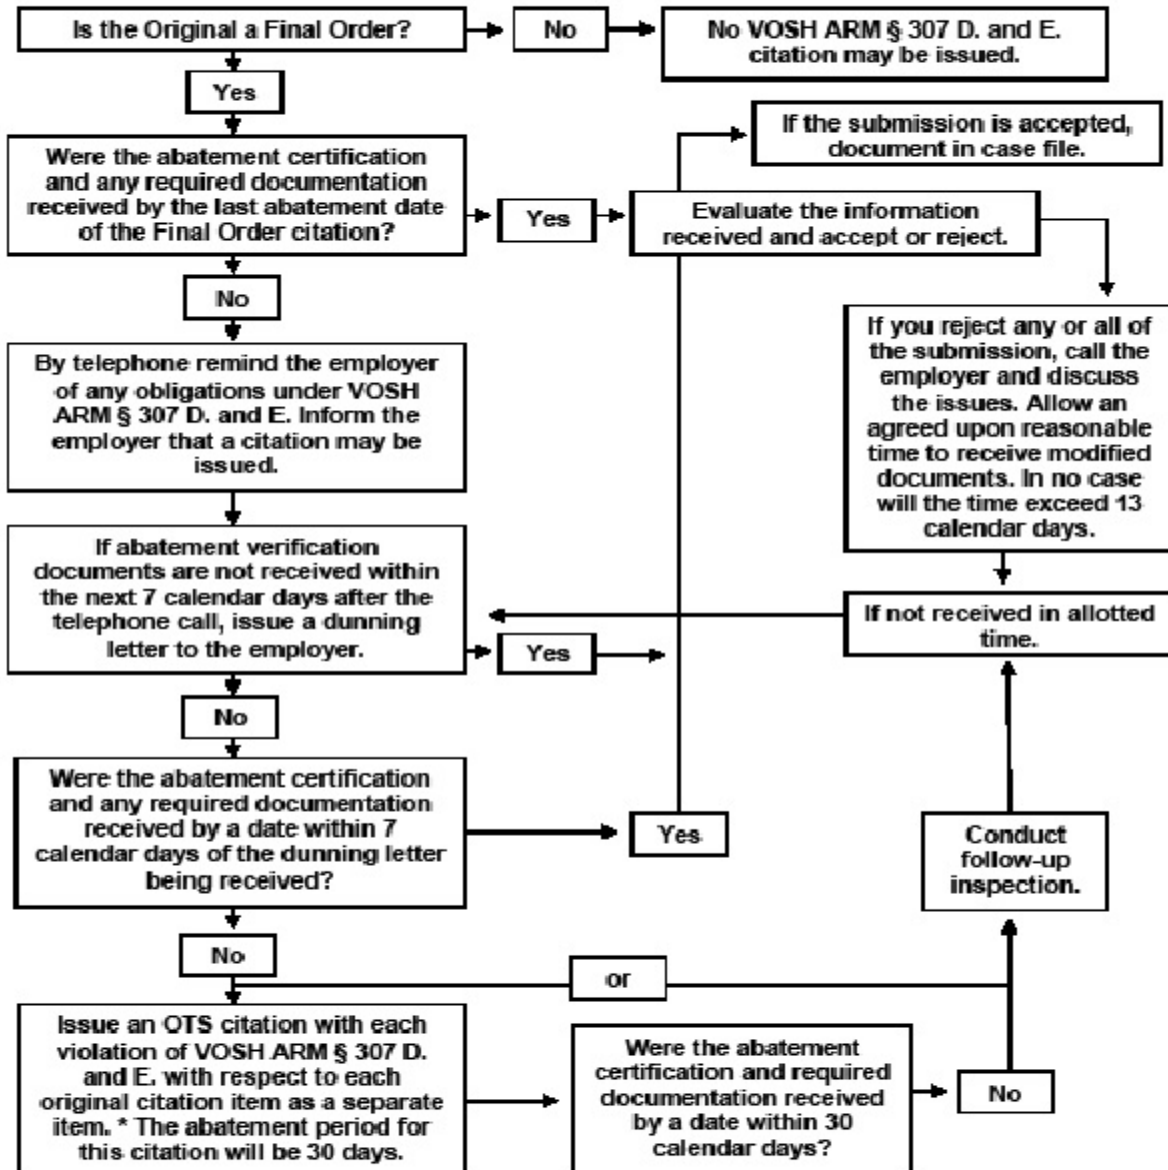 Is the Original a Final Order?
No
No VOSH ARM § 307 D. and E.
citation may be issued.
Yes
If the submission is accepted,
document in case file.
Were the abatement certification
and any required documentation
received by the last abatement date
of the Final Order citation?
Yes
Evaluate the information
received and accept or reject.
No
If you reject any or all of
the submission, call the
employer and discuss
the issues. Allow an
agreed upon reasonable
time to receive modified
documents. In no case
will the time exceed 13
calendar days.
By telephone remind the employer
of any obligations under VOSH
ARM § 307 D. and E. Inform the
employer that a citation may be
issued.
If abatement verification
documents are not received within
the next 7 calendar days after the
telephone call, issue a dunning
letter to the employer.
Yes
If not received in allotted
time.
No
Were the abatement certification
and any required documentation
received by a date within 7
calendar days of the dunning letter
being received?
Yes
Conduct
follow-up
inspection.
No
or
Issue an OTS citation with each
violation of VOSH ARM § 307 D.
and E. with respect to each
original citation item as a separate
item. * The abatement period for
this citation will be 30 days.
Were the abatement
certification and required
documentation received
by a date within 30
calendar days?
No